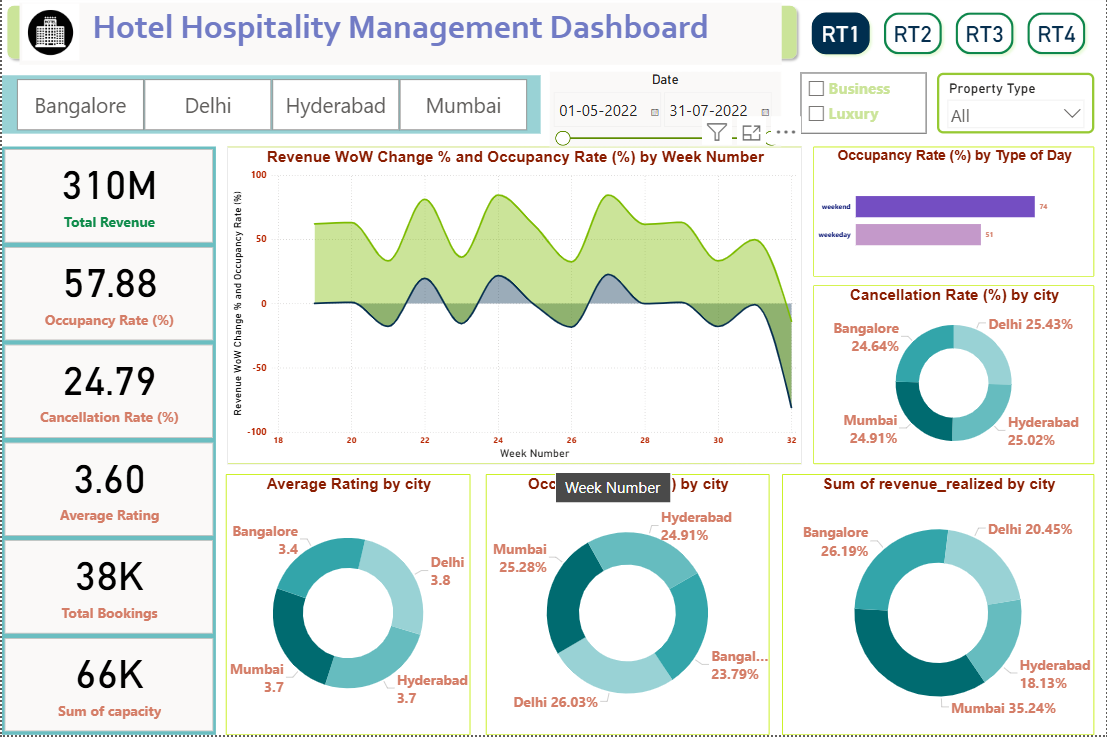 Hotel Hospitality Management Dashboard
RT1 RT2 RT3 RT4
Bangalore Delhi Hyderabad Mumbai
Date
01-05-2022 31-07-2022
Business
Luxury
Property Type
All
310M
Total Revenue
57.88
Occupancy Rate (%)
24.79
Cancellation Rate (%)
3.60
Average Rating
38K
Total Bookings
66K
Sum of capacity
Revenue WoW Change % and Occupancy Rate (%) by Week Number
Revenue WoW Change % and Occupancy Rate (%)
100
50
0
-50
-100
18 20 22 24 26 28 30 32
Week Number
Occupancy Rate (%) by Type of Day
weekend 74
weekeday 51
Cancellation Rate (%) by city
Bangalore
24.64%
Delhi 25.43%
Mumbai
24.91%
Hyderabad
25.02%
Average Rating by city
Bangalore
3.4
Delhi
3.8
Mumbai
3.7
Hyderabad
3.7
Occ
Week Number
) by city
Hyderabad
24.91%
Mumbai
25.28%
Bangal...
23.79%
Delhi 26.03%
Sum of revenue_realized by city
Bangalore
26.19%
Delhi 20.45%
Hyderabad
18.13%
Mumbai 35.24%